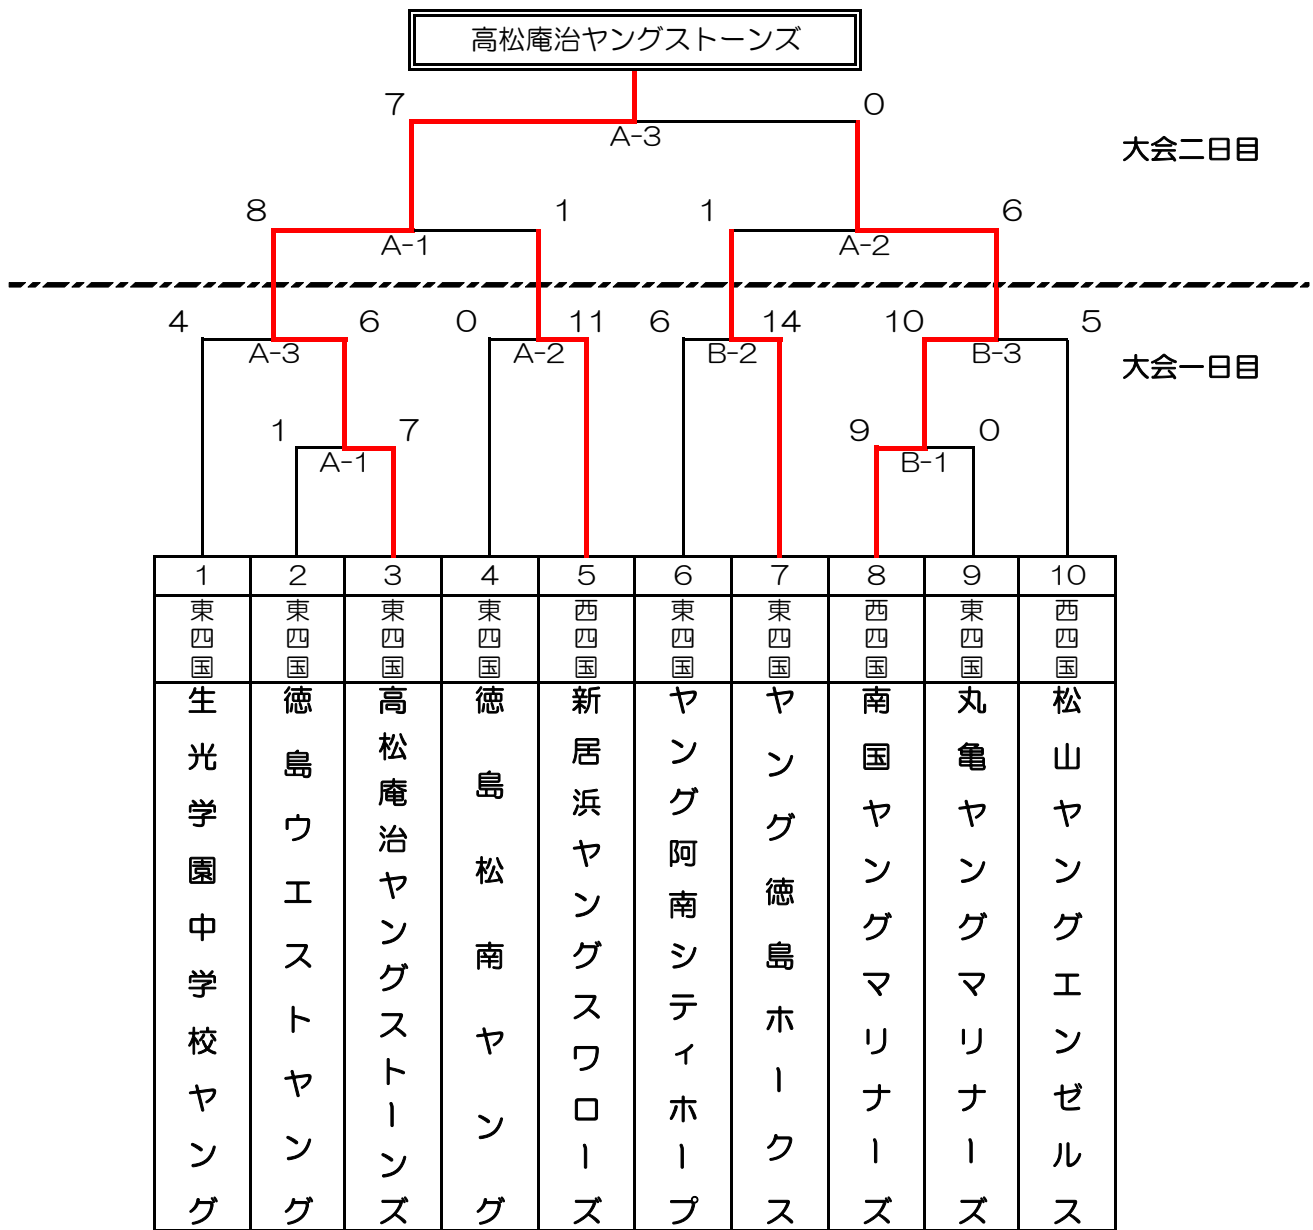 高松庵治ヤングストーンズ
7 0
A-3
大会二日目
8 1 1 6
A-1 A-2
4 6 0 11 6 14 10 5
A-3 A-2 B-2 B-3
大会一日目
1 7 9 0
A-1 B-1
1 2 3 4 5 6 7 8 9 10
東四国 東四国 東四国 東四国 西四国 東四国 東四国 西四国 東四国 西四国
生光学園中学校ヤング
徳島ウエストヤング
高松庵治ヤングストーンズ
徳島松南ヤング
新居浜ヤングスワローズ
ヤング阿南シティホープ
ヤング徳島ホークス
南国ヤングマリナーズ
丸亀ヤングマリナーズ
松山ヤングエンゼルス